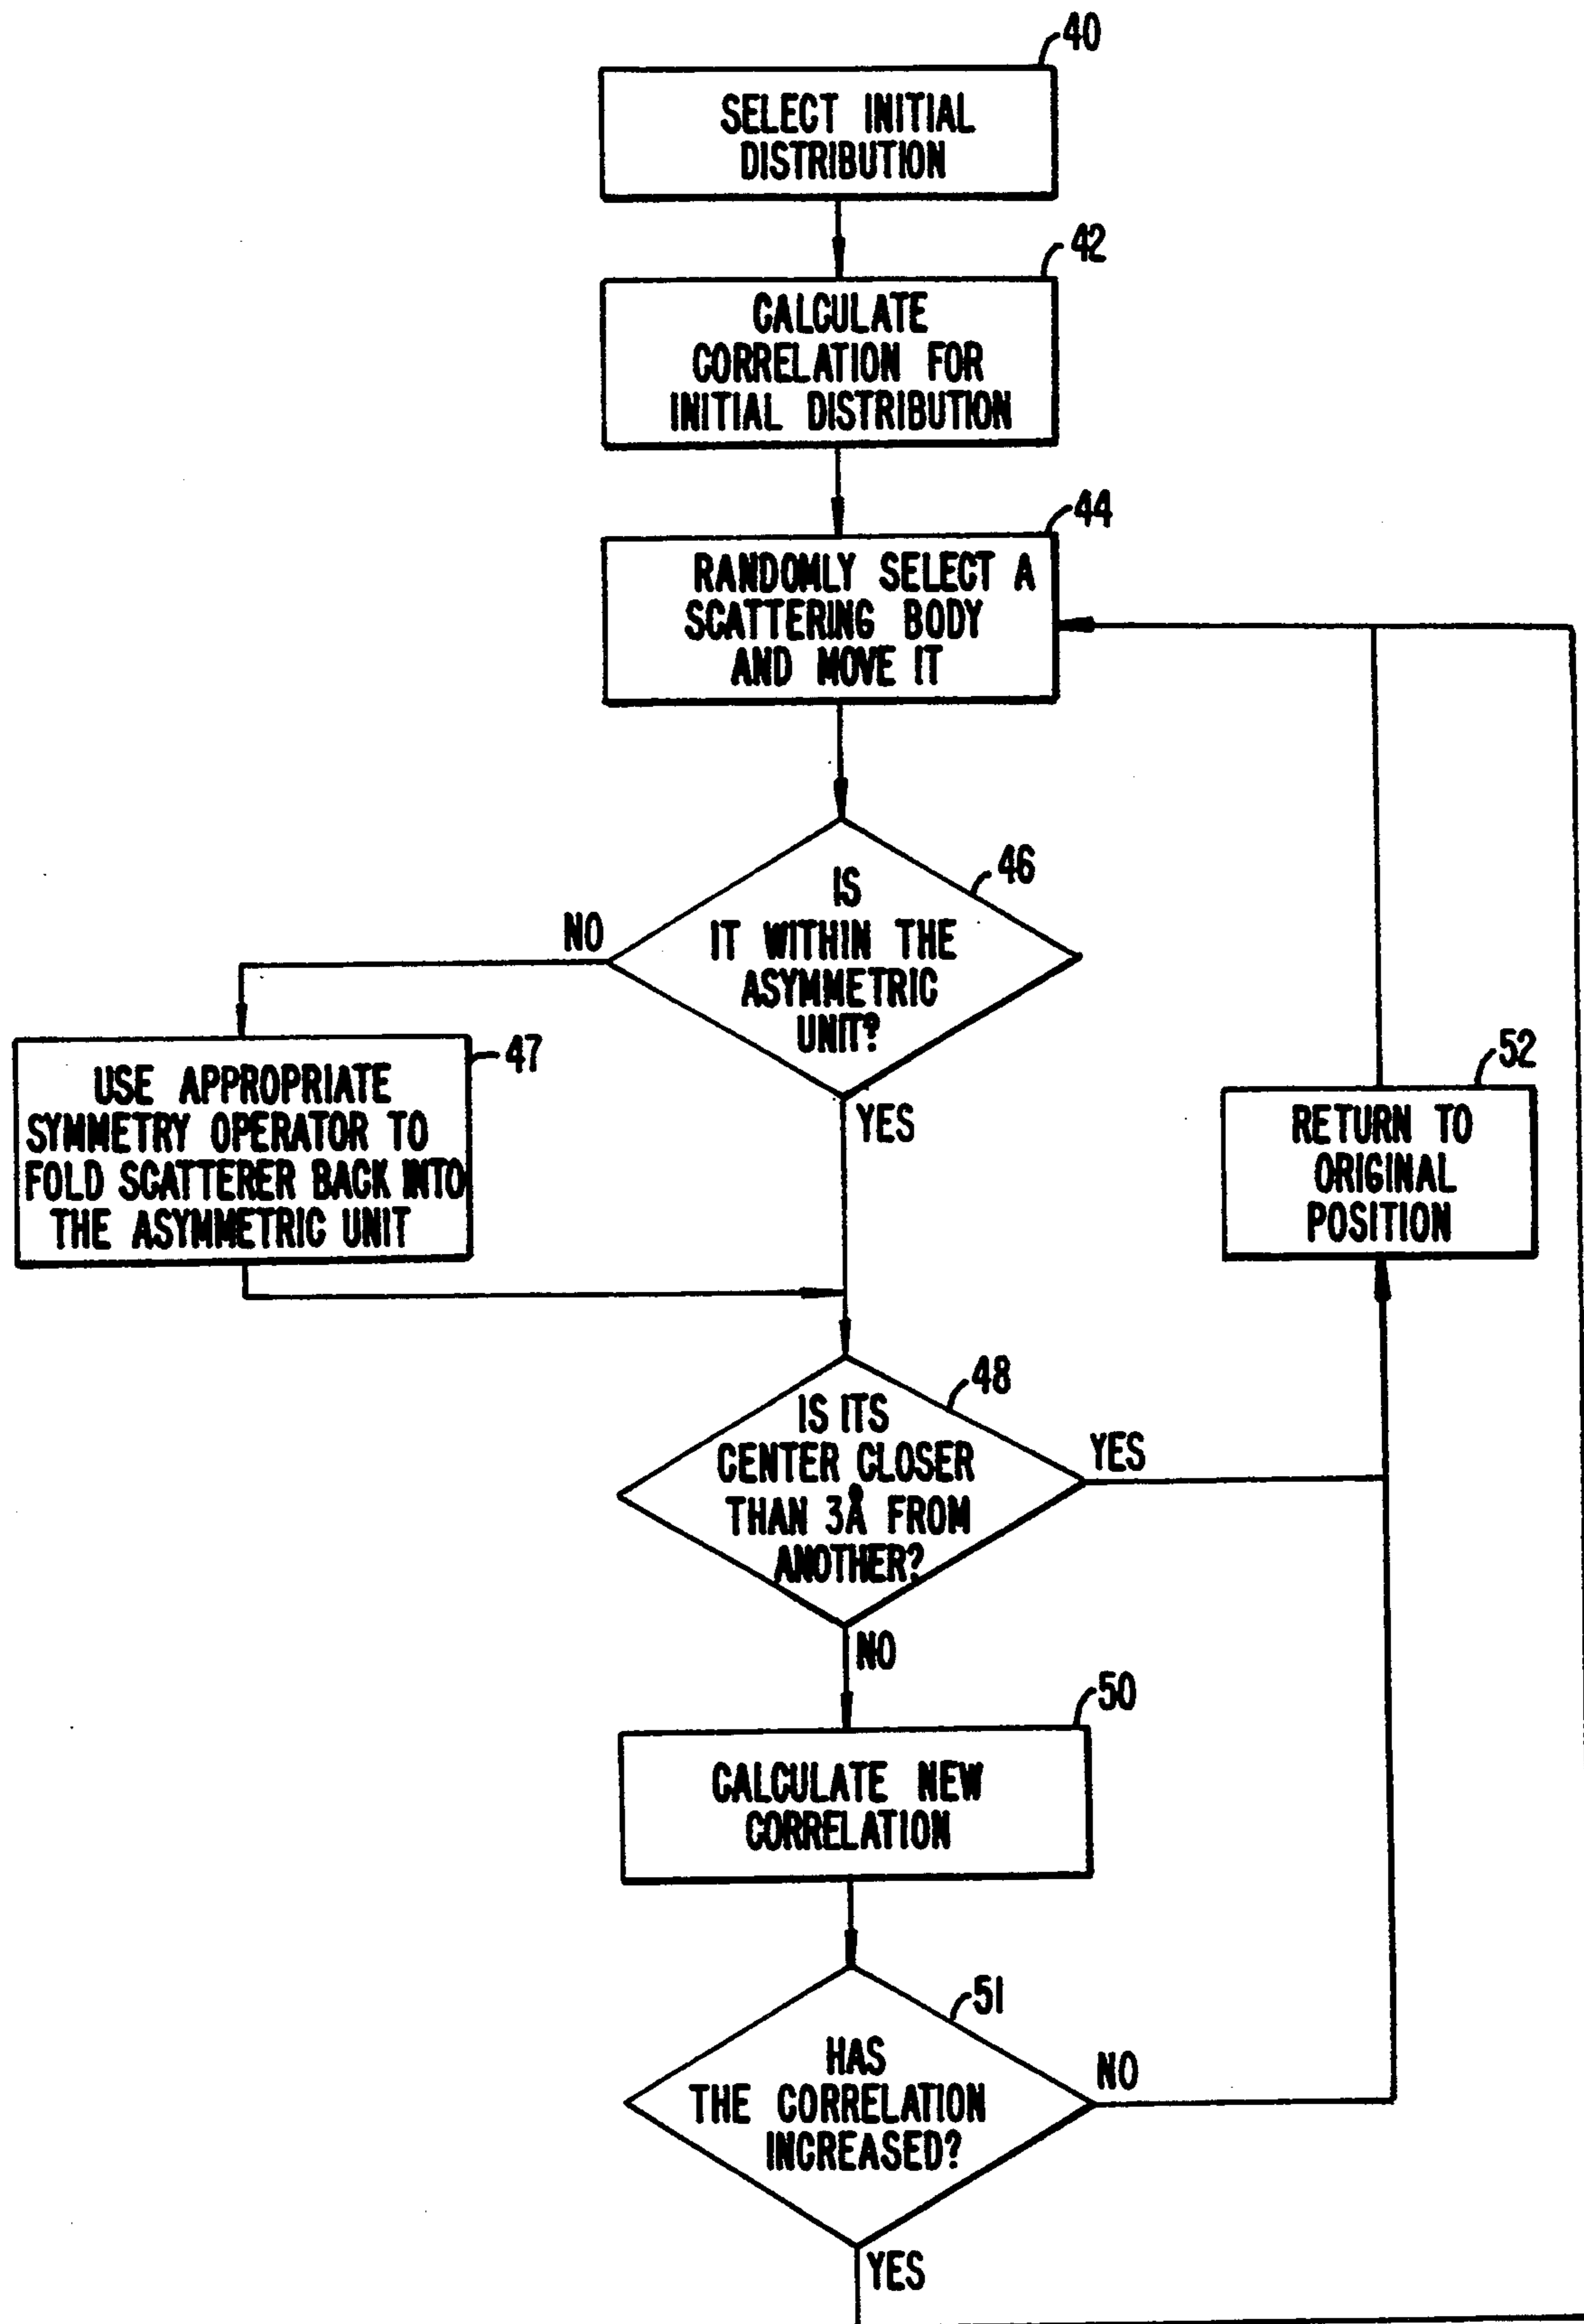 40
SELECT INITIAL
DISTRIBUTION
42
CALCULATE
CORRELATION FOR
INITIAL DISTRIBUTION
44
RANDOMLY SELECT A
SCATTERING BODY
AND MOVE IT
46
IS
IT WITHIN THE
ASYMMETRIC
UNIT?
NO
YES
47
USE APPROPRIATE
SYMMETRY OPERATOR TO
FOLD SCATTERER BACK INTO
THE ASYMMETRIC UNIT
52
RETURN TO
ORIGINAL
POSITION
48
IS ITS
CENTER CLOSER
THAN 3Å FROM
ANOTHER?
YES
NO
50
CALCULATE NEW
CORRELATION
51
HAS
THE CORRELATION
INCREASED?
NO
YES